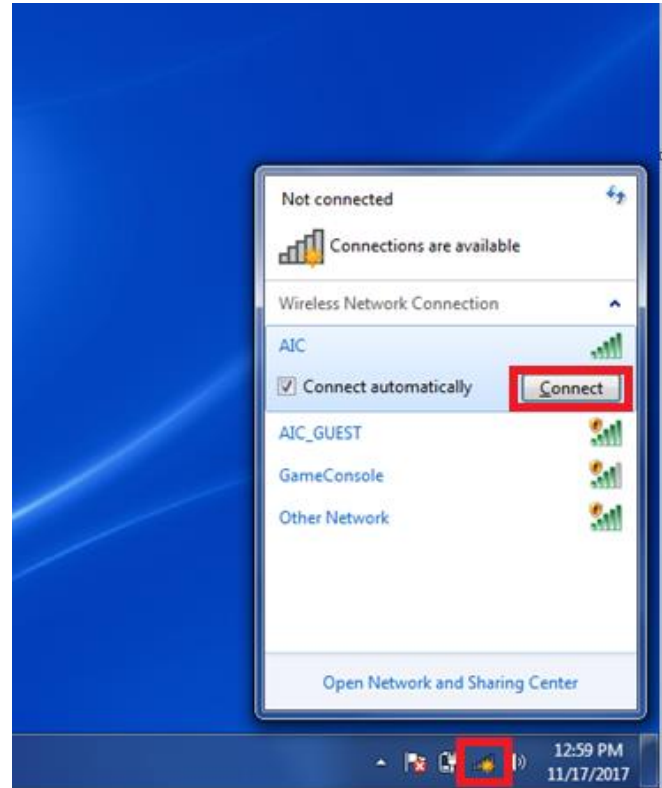 Not connected
Connections are available
Wireless Network Connection
AIC
Connect automatically
Connect
AIC_GUEST
GameConsole
Other Network
Open Network and Sharing Center
12:59 PM
11/17/2017